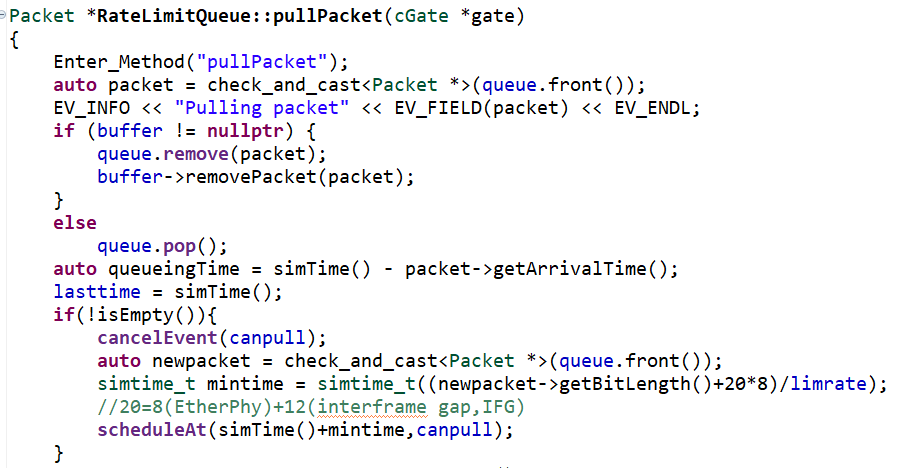 Packet *RateLimitQueue::pullPacket(cGate *gate)
{
    Enter_Method("pullPacket");
    auto packet = check_and_cast<Packet *>(queue.front());
    EV_INFO << "Pulling packet" << EV_FIELD(packet) << EV_ENDL;
    if (buffer != nullptr) {
        queue.remove(packet);
        buffer->removePacket(packet);
    }
    else
        queue.pop();
    auto queueingTime = simTime() - packet->getArrivalTime();
    lasttime = simTime();
    if(!isEmpty()){
        cancelEvent(canpull);
        auto newpacket = check_and_cast<Packet *>(queue.front());
        simtime_t mintime = simtime_t((newpacket->getBitLength()+20*8)/limrate);
        //20=8(EtherPhy)+12(interframe gap,IFG)
        scheduleAt(simTime()+mintime,canpull);
    }